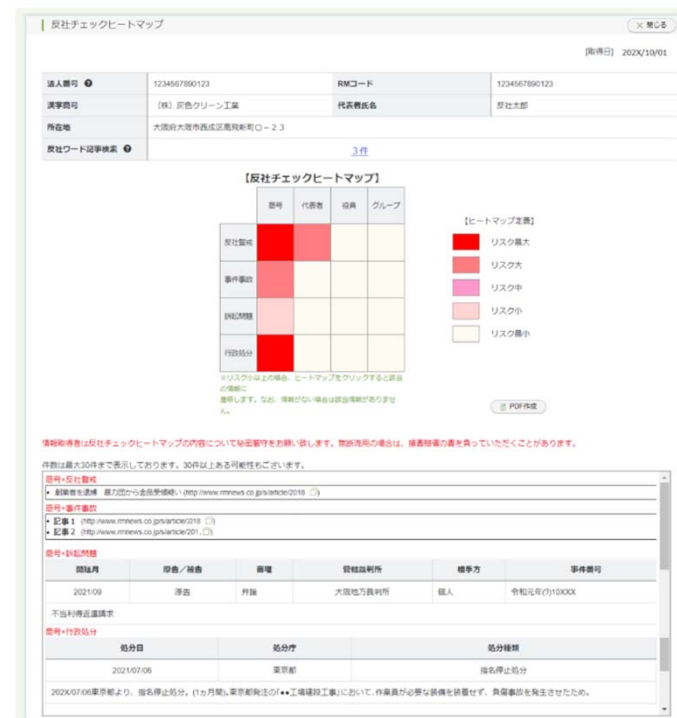 反社チェックヒートマップ
× 閉じる
[取得日] 202X/10/01
法人番号 ? 1234567890123 RMコード 1234567890123
漢字商号 (株) 灰色クリーン工業 代表者氏名 反社太郎
所在地 大阪府大阪市西成区髙飛新町〇-23
反社ワード記事検索 ? 3件
【反社チェックヒートマップ】
商号 代表者 役員 グループ
反社警戒
事件事故
訴訟問題
行政処分
【ヒートマップ定義】
リスク最大
リスク大
リスク中
リスク小
リスク最小
※リスク小以上の場合、ヒートマップをクリックすると該当
の情報に
遷移します。なお、情報がない場合は該当情報がありませ
ん。
PDF作成
情報取得者は反社チェックヒートマップの内容について秘密厳守をお願い致します。無断流用の場合は、損害賠償の責を負っていただくことがあります。
件数は最大30件まで表示しております。30件以上ある可能性もございます。
商号×反社警戒
• 創業者を逮捕 暴力団から金品受領疑い (http://www.rmnews.co.jp/s/article/2018 )
商号×事件事故
• 記事1 (http://www.rmnews.co.jp/s/article/2018 )
• 記事2 (http://www.rmnews.co.jp/s/article/201. )
商号×訴訟問題
開廷月 原告/被告 審理 管轄裁判所 相手方 事件番号
2021/09 原告 弁論 大阪地方裁判所 個人 令和元年(ワ)10XXX
不当利得返還請求
商号×行政処分
処分日 処分庁 処分種類
2021/07/06 東京都 指名停止処分
202X/07/06東京都より、指名停止処分。(1ヵ月間)。東京都発注の「●●工場建設工事」において、作業員が必要な装備を装着せず、負傷事故を発生させたため。